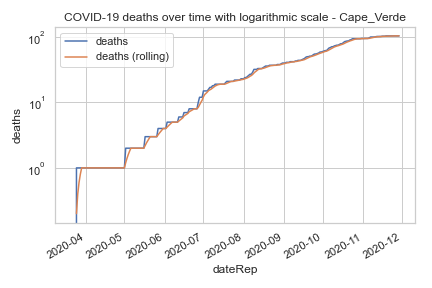 COVID-19 deaths over time with logarithmic scale - Cape_Verde
deaths
deaths (rolling)
10²
10¹
10⁰
deaths
2020-04
2020-05
2020-06
2020-07
2020-08
2020-09
2020-10
2020-11
2020-12
dateRep